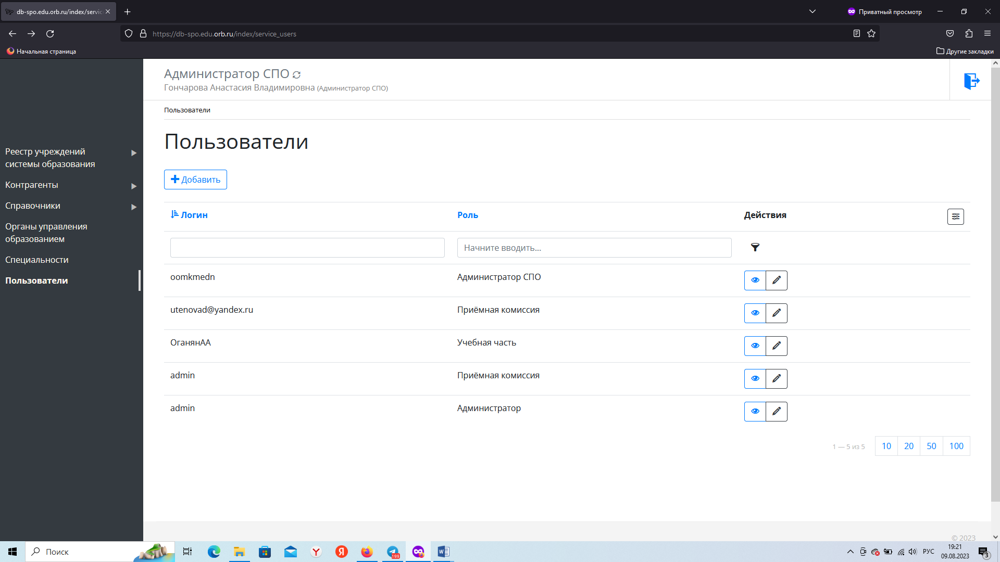 db-spo.edu.orb.ru/index/servic
Приватный просмотр
https://db-spo.edu.orb.ru/index/service_users
Начальная страница
Другие закладки
Администратор СПО
Гончарова Анастасия Владимировна (Администратор СПО)
Пользователи
Пользователи
Реестр учреждений
системы образования
Контрагенты
Справочники
Органы управления
образованием
Специальности
Пользователи
Добавить
Логин Роль Действия
Начните вводить...
oomkmedn Администратор СПО
utenovad@yandex.ru Приёмная комиссия
ОганянАА Учебная часть
admin Приёмная комиссия
admin Администратор
1 — 5 из 5 10 20 50 100
© 2023
Поиск
199
РУС
19:21
09.08.2023
3